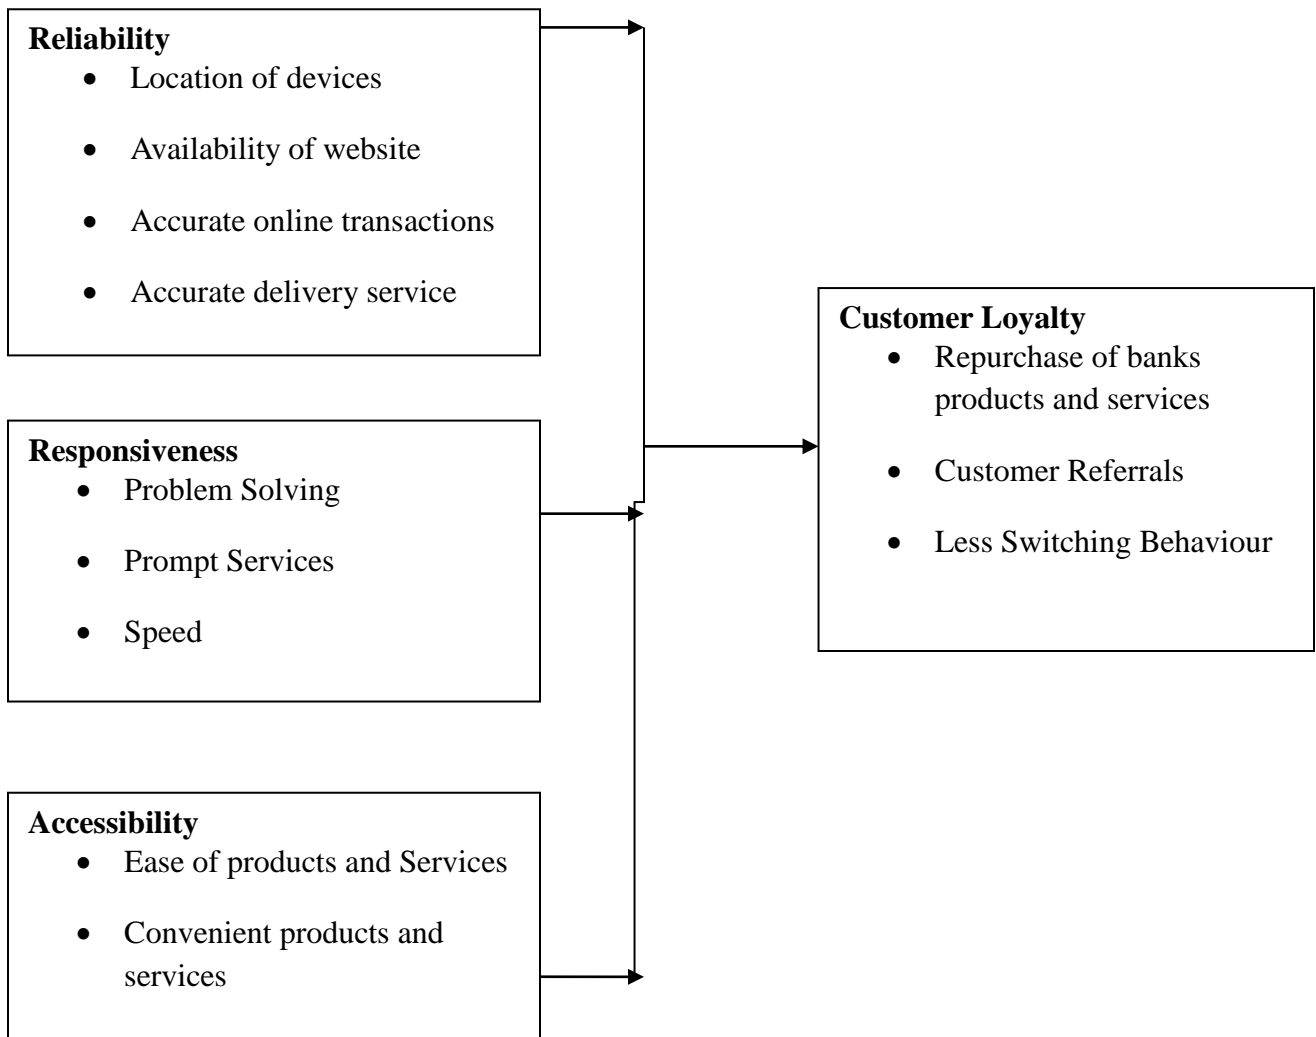 Reliability
• Location of devices
• Availability of website
• Accurate online transactions
• Accurate delivery service
Responsiveness
• Problem Solving
• Prompt Services
• Speed
Accessibility
• Ease of products and Services
• Convenient products and
services
Customer Loyalty
• Repurchase of banks
products and services
• Customer Referrals
• Less Switching Behaviour